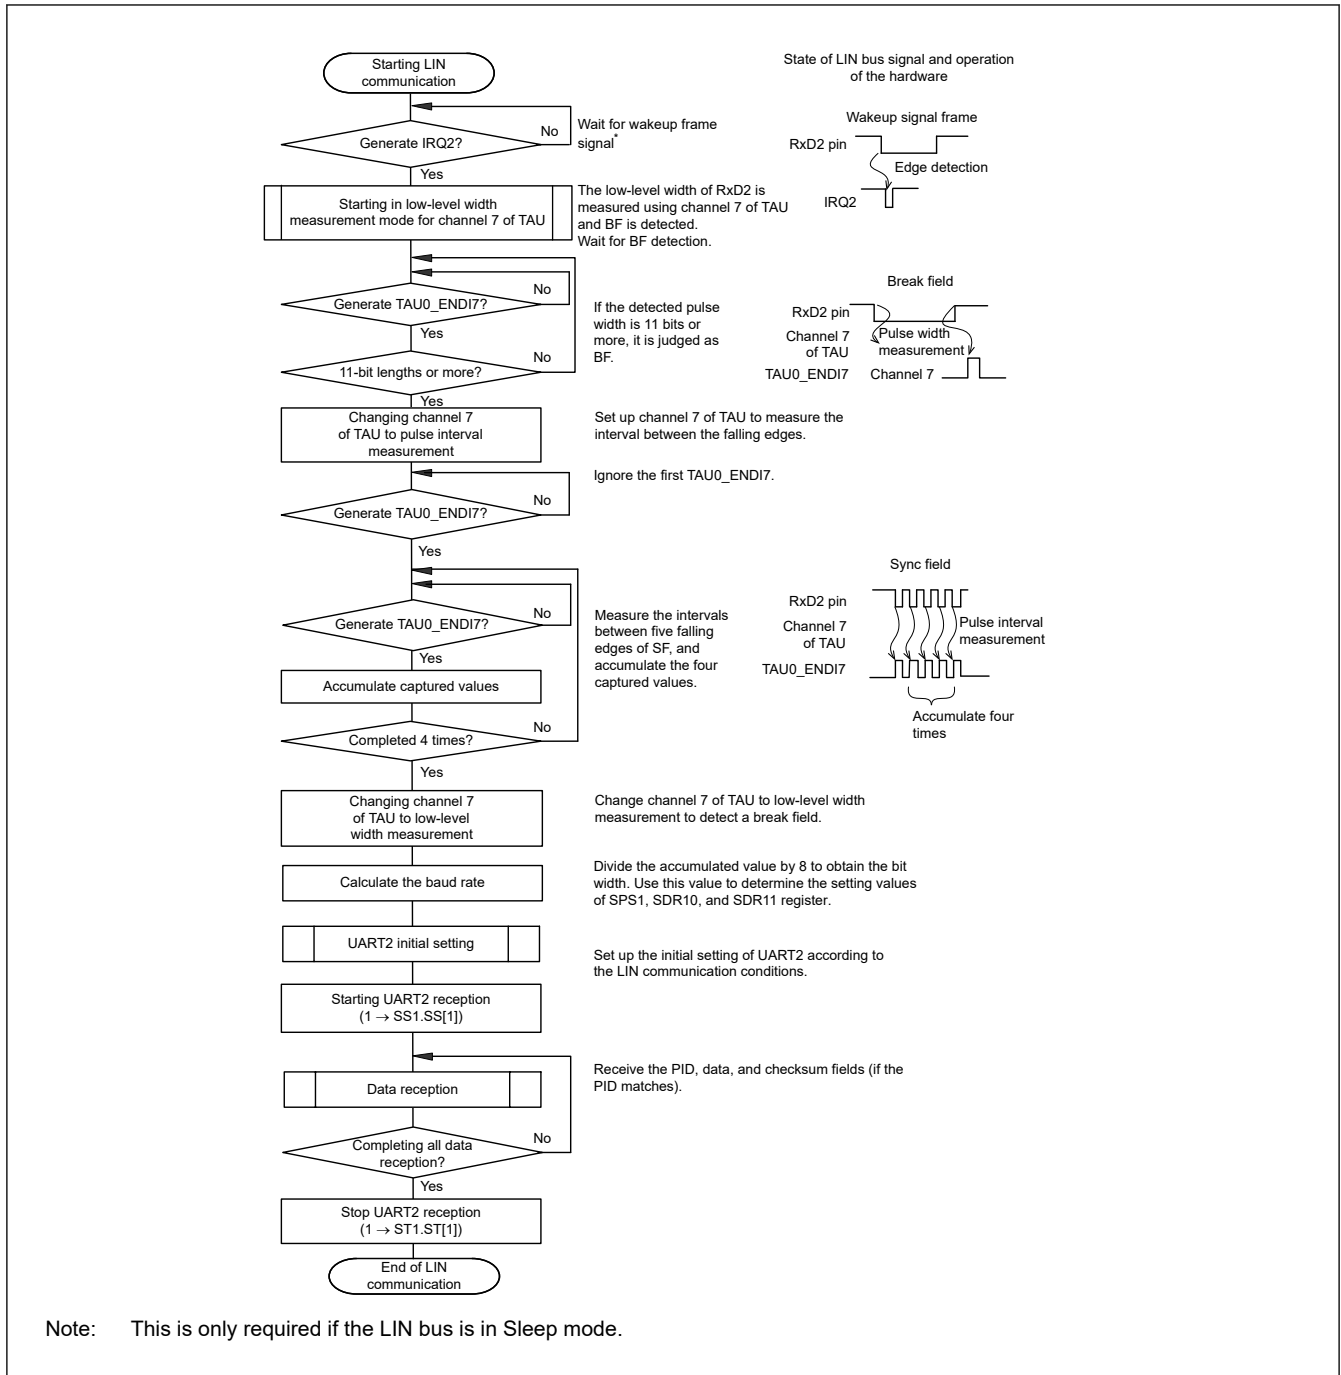 Starting LIN
communication
State of LIN bus signal and operation
of the hardware
Generate IRQ2?
No
Wait for wakeup frame
signal*
Yes
Wakeup signal frame
RxD2 pin
Edge detection
IRQ2
Starting in low-level width
measurement mode for channel 7 of TAU
The low-level width of RxD2 is
measured using channel 7 of TAU
and BF is detected.
Wait for BF detection.
Generate TAU0_ENDI7?
No
Yes
If the detected pulse
width is 11 bits or
more, it is judged as
BF.
Break field
RxD2 pin
Channel 7
of TAU
Pulse width
measurement
TAU0_ENDI7
Channel 7
11-bit lengths or more?
No
Yes
Changing channel 7
of TAU to pulse interval
measurement
Set up channel 7 of TAU to measure the
interval between the falling edges.
Ignore the first TAU0_ENDI7.
Generate TAU0_ENDI7?
No
Yes
Generate TAU0_ENDI7?
No
Yes
Measure the intervals
between five falling
edges of SF, and
accumulate the four
captured values.
Sync field
RxD2 pin
Channel 7
of TAU
Pulse interval
measurement
TAU0_ENDI7
Accumulate four
times
Accumulate captured values
Completed 4 times?
No
Yes
Changing channel 7
of TAU to low-level
width measurement
Change channel 7 of TAU to low-level width
measurement to detect a break field.
Calculate the baud rate
Divide the accumulated value by 8 to obtain the bit
width. Use this value to determine the setting values
of SPS1, SDR10, and SDR11 register.
UART2 initial setting
Set up the initial setting of UART2 according to
the LIN communication conditions.
Starting UART2 reception
(1 → SS1.SS[1])
Data reception
Receive the PID, data, and checksum fields (if the
PID matches).
Completing all data
reception?
No
Yes
Stop UART2 reception
(1 → ST1.ST[1])
End of LIN
communication
Note: This is only required if the LIN bus is in Sleep mode.